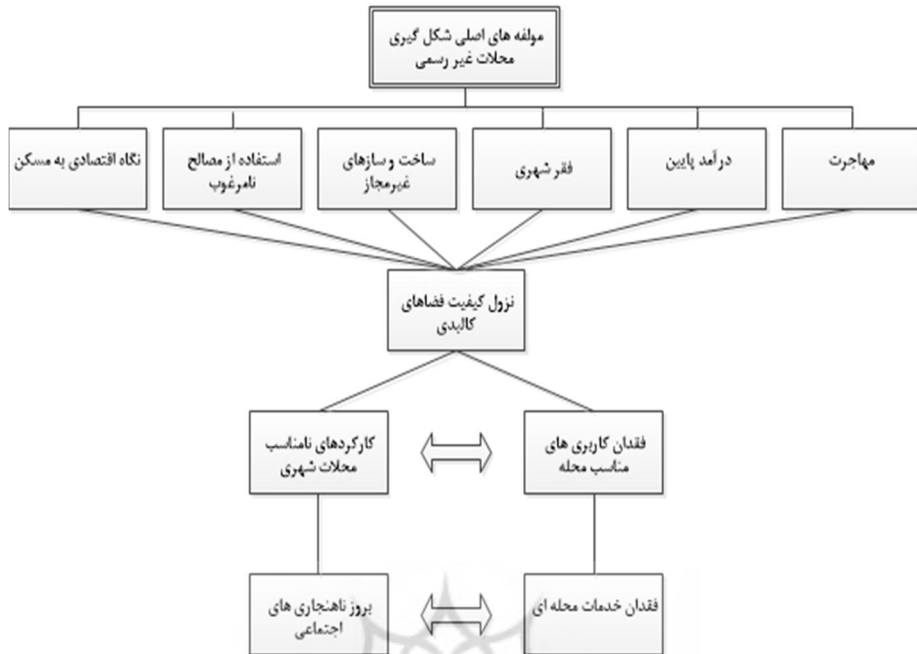 مولفه های اصلی شکل گیری
محلات غیر رسمی
مهاجرت
درآمد پایین
فقر شهری
ساخت و سازهای
غیرمجاز
استفاده از مصالح
نامرغوب
نگاه اقتصادی به مسکن
نزول کیفیت فضاهای
کالبدی
فقدان کاربری های
مناسب محله
کارکردهای نامناسب
محلات شهری
فقدان خدمات محله ای
بروز ناهنجاری های
اجتماعی